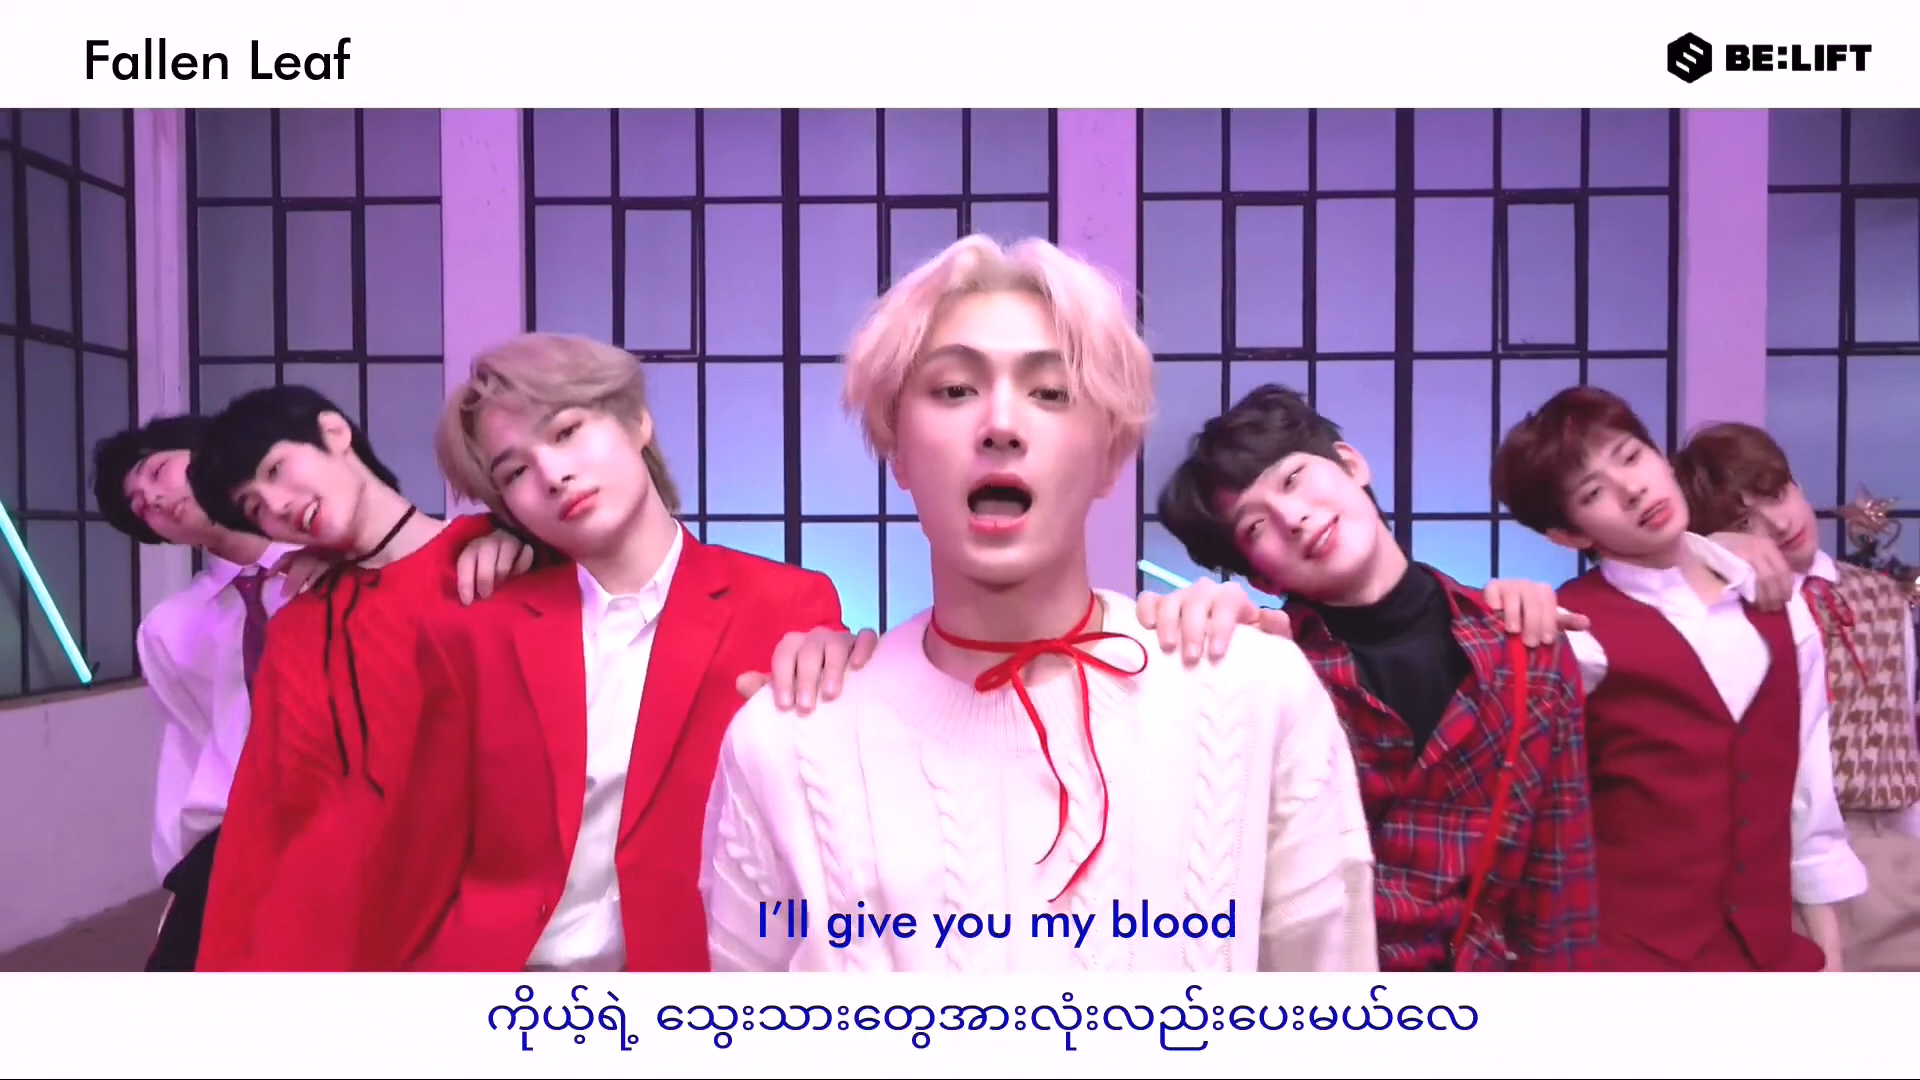 Fallen Leaf
BE:LIFT
I’ll give you my blood
ကိုယ့်ရဲ့ သွေးသားတွေအားလုံးလည်းပေးမယ်လေ